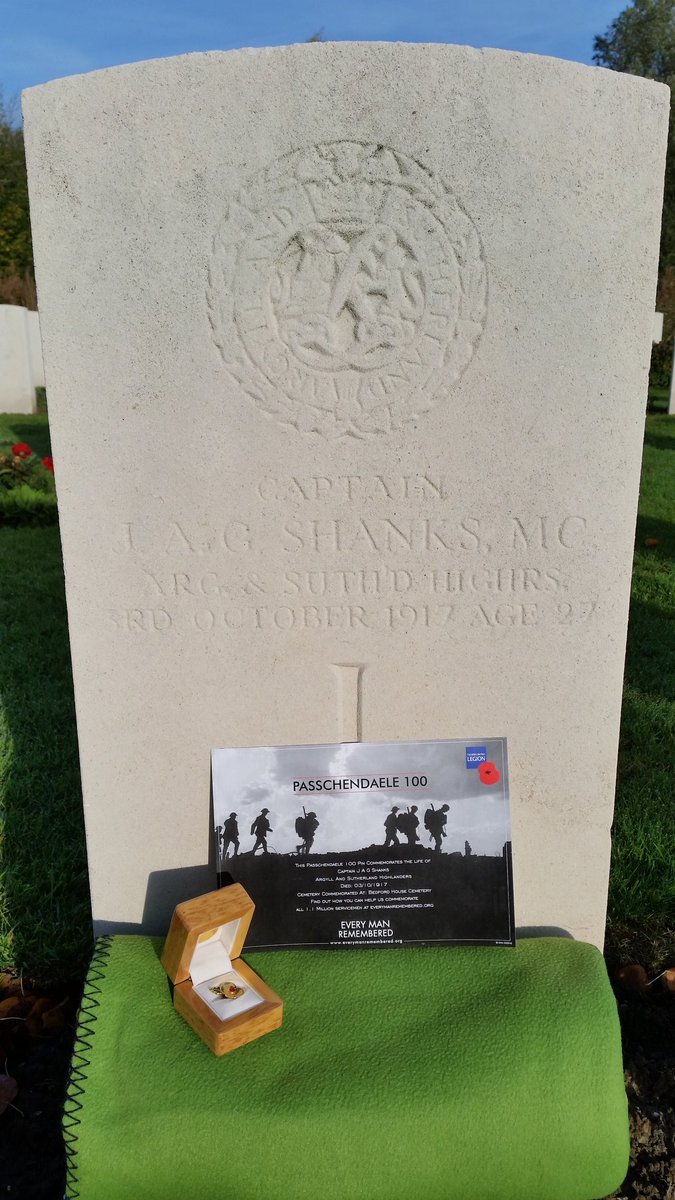 CAPTAIN
J. A. G. SHANKS, MC
ARG. & SUTH'D HIGHRS.
3RD OCTOBER 1917 AGE 27
LEGION
PASSCHENDAELE 100
THIS PASSCHENDAELE 100 PIN COMMEMORATES THE LIFE OF
CAPTAIN J A G SHANKS
ARGYLL AND SUTHERLAND HIGHLANDERS
DIED: 03/10/1917
CEMETERY COMMEMORATED AT: BEDFORD HOUSE CEMETERY
FIND OUT HOW YOU CAN HELP US COMMEMORATE
ALL 1.1 MILLION SERVICEMEN AT EVERYMANREMEMBERED.ORG
EVERY MAN
REMEMBERED
www.everymanremembered.org